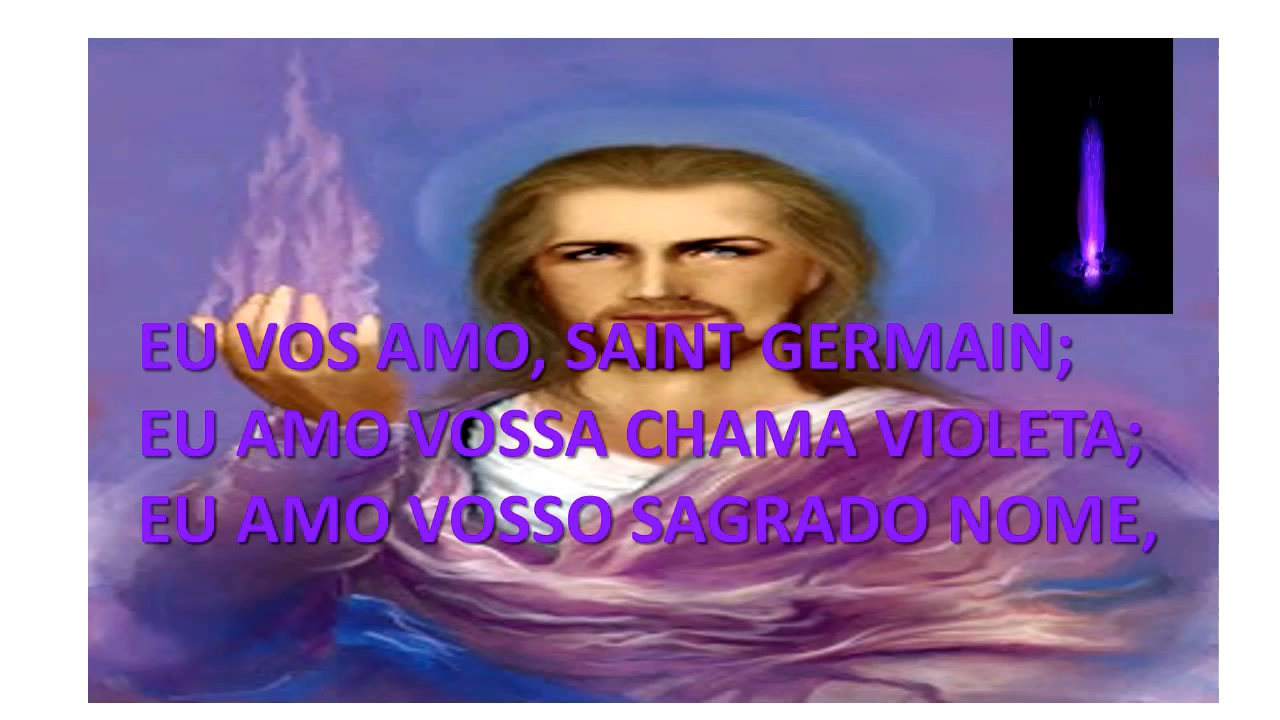 EU VOS AMO, SAINT GERMAIN;
EU AMO VOSSA CHAMA VIOLETA;
EU AMO VOSSO SAGRADO NOME,